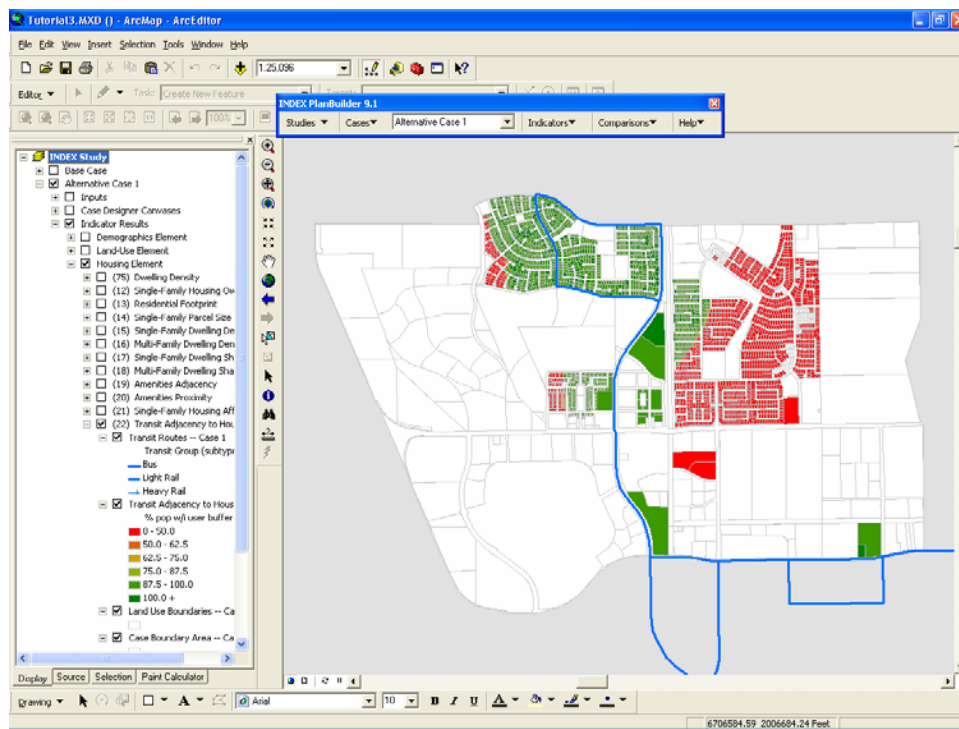 Tutorial3.MXD () - ArcMap - ArcEditor
File Edit View Insert Selection Tools Window Help
1:25,096
Editor Task: Create New Feature
100%
INDEX PlanBuilder 9.1
Studies Cases Alternative Case 1 Indicators Comparisons Help
INDEX Study
Base Case
Alternative Case 1
Inputs
Case Designer Canvases
Indicator Results
Demographics Element
Land-Use Element
Housing Element
(75) Dwelling Density
(12) Single-Family Housing Ow
(13) Residential Footprint
(14) Single-Family Parcel Size
(15) Single-Family Dwelling De
(16) Multi-Family Dwelling Den
(17) Single-Family Dwelling Sh
(18) Multi-Family Dwelling Sha
(19) Amenities Adjacency
(20) Amenities Proximity
(21) Single-Family Housing Aff
(22) Transit Adjacency to Hou
Transit Routes -- Case 1
Transit Group (subtype
Bus
Light Rail
Heavy Rail
Transit Adjacency to Hous
% pop w/i user buffer
0 - 50.0
50.0 - 62.5
62.5 - 75.0
75.0 - 87.5
87.5 - 100.0
100.0 +
Land Use Boundaries -- Ca
Case Boundary Area -- Ca
Display Source Selection Paint Calculator
Drawing A Arial 10 B I U A
6706584.59 2006684.24 Feet